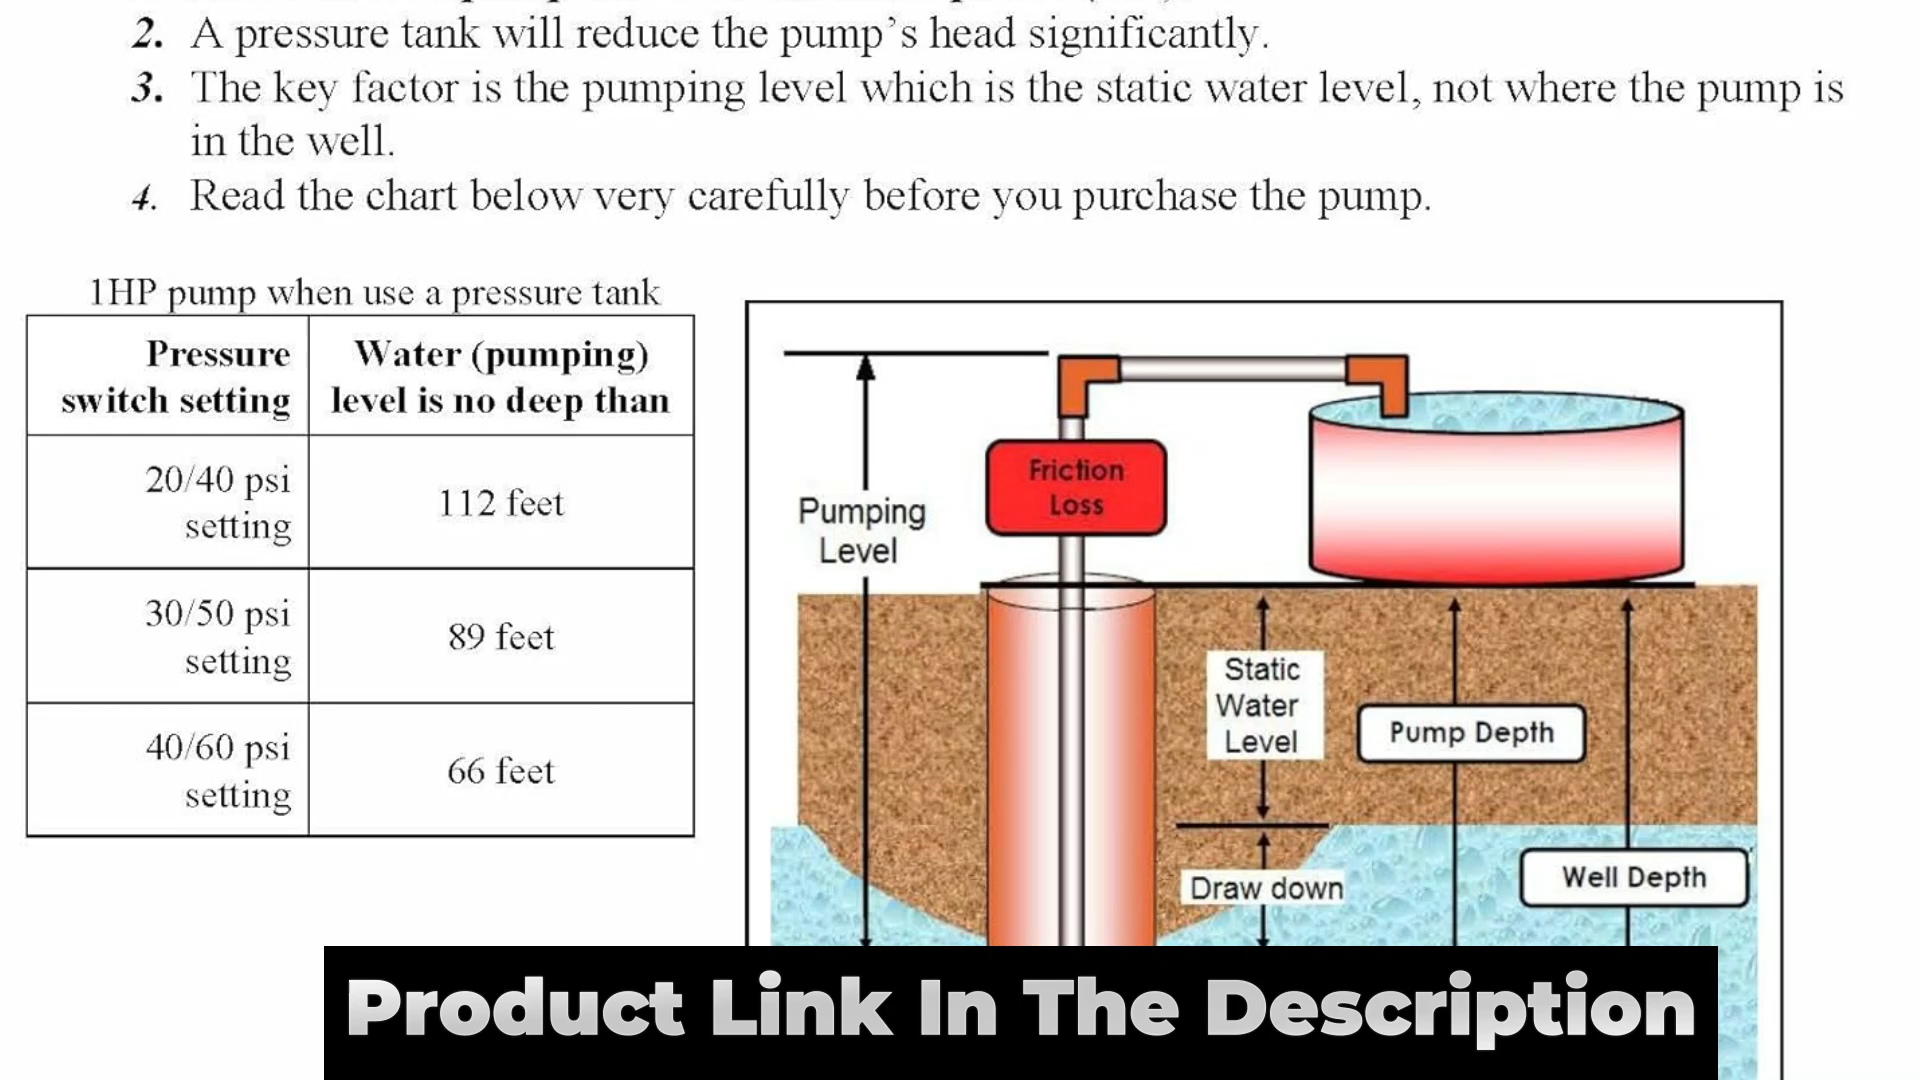 2. A pressure tank will reduce the pump’s head significantly.
3. The key factor is the pumping level which is the static water level, not where the pump is
in the well.
4. Read the chart below very carefully before you purchase the pump.
1HP pump when use a pressure tank
Pressure
switch setting
Water (pumping)
level is no deep than
20/40 psi
setting
112 feet
30/50 psi
setting
89 feet
40/60 psi
setting
66 feet
Pumping
Level
Friction
Loss
Static
Water
Level
Pump Depth
Draw down
Well Depth
Product Link In The Description